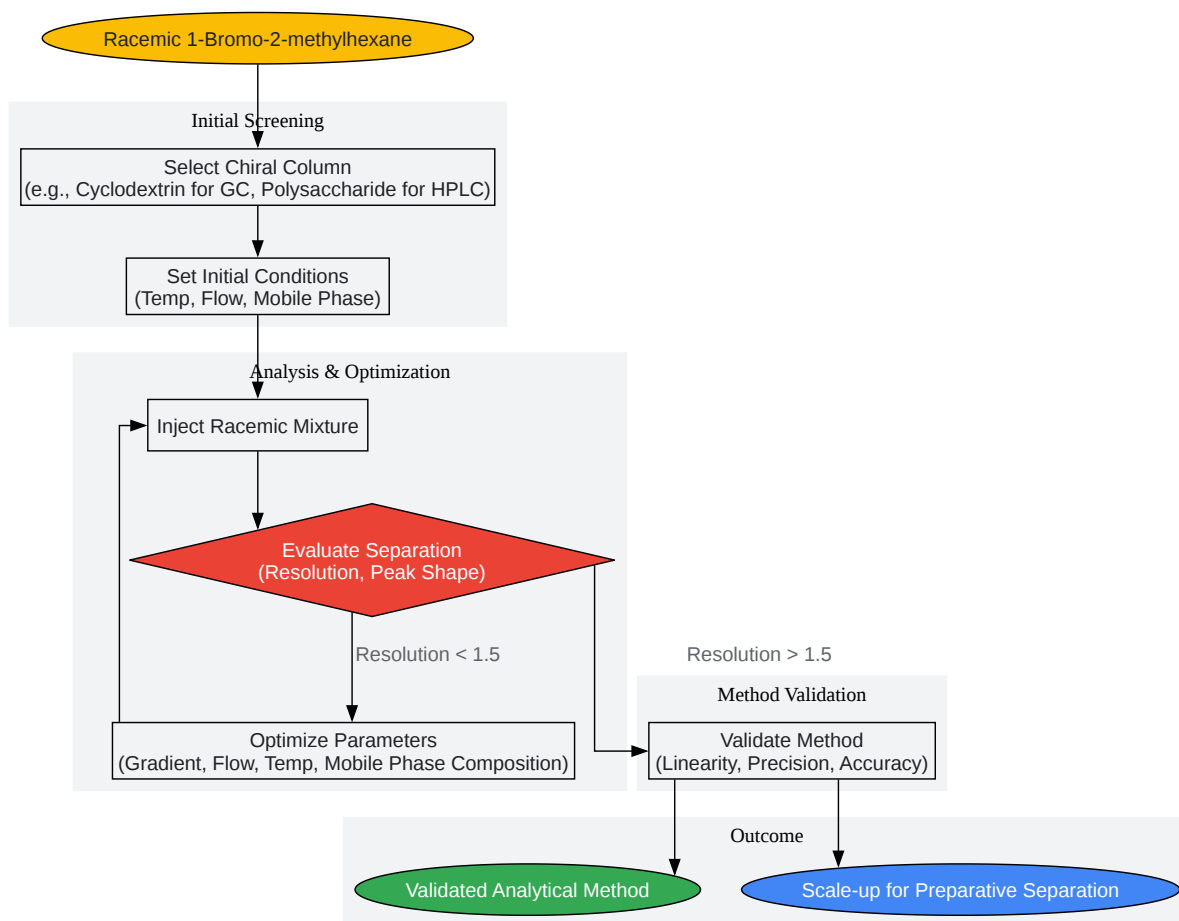 Racemic 1-Bromo-2-methylhexane
Initial Screening
Select Chiral Column
(e.g., Cyclodextrin for GC, Polysaccharide for HPLC)
Set Initial Conditions
(Temp, Flow, Mobile Phase)
Analysis & Optimization
Inject Racemic Mixture
Evaluate Separation
(Resolution, Peak Shape)
Resolution < 1.5
Resolution > 1.5
Method Validation
Optimize Parameters
(Gradient, Flow, Temp, Mobile Phase Composition)
Validate Method
(Linearity, Precision, Accuracy)
Outcome
Validated Analytical Method
Scale-up for Preparative Separation